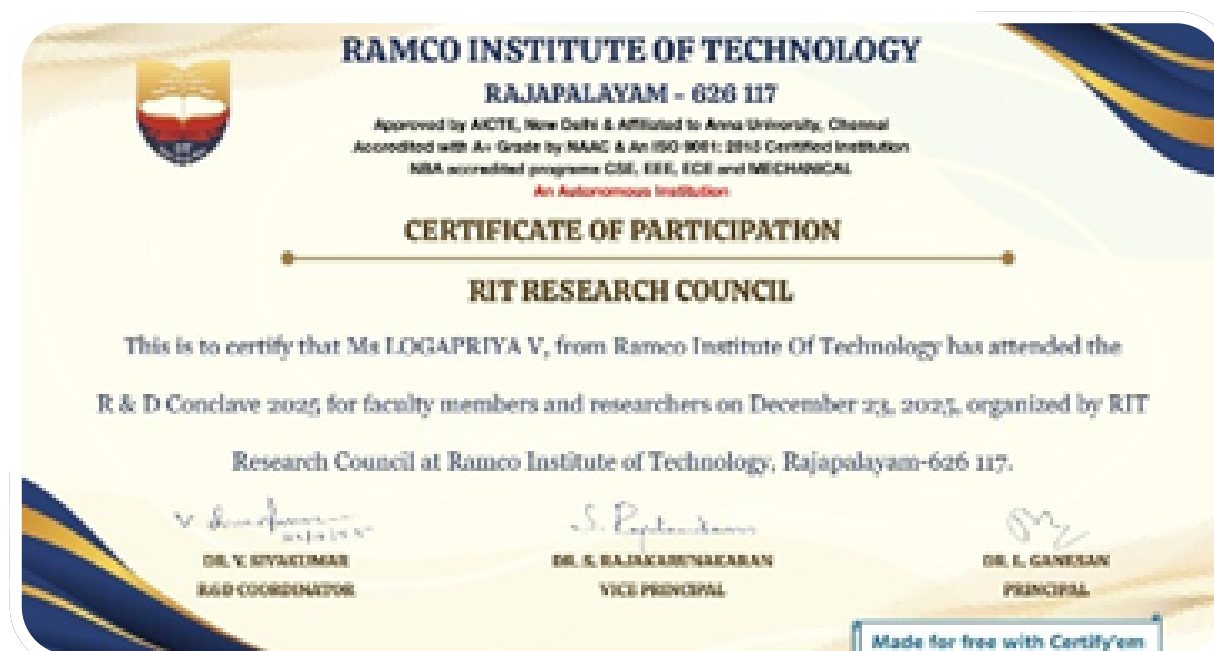 RAMCO INSTITUTE OF TECHNOLOGY
RAJAPALAYAM - 626 117
Approved by AICTE, New Delhi & Affiliated to Anna University, Chennai
Accredited with A+ Grade by NAAC & An ISO 9001: 2015 Certified Institution
NBA accredited programs CSE, EEE, ECE and MECHANICAL
An Autonomous Institution
CERTIFICATE OF PARTICIPATION
RIT RESEARCH COUNCIL
This is to certify that Ms LOGAPRIYA V, from Ramco Institute Of Technology has attended the
R & D Conclave 2025 for faculty members and researchers on December 23, 2025, organized by RIT
Research Council at Ramco Institute of Technology, Rajapalayam-626 117.
DR. V. SIVAKUMAR DR. S. RAJAKARUNAKARAN DR. L. GANESAN
R&D COORDINATOR VICE PRINCIPAL PRINCIPAL
Made for free with Certify'em